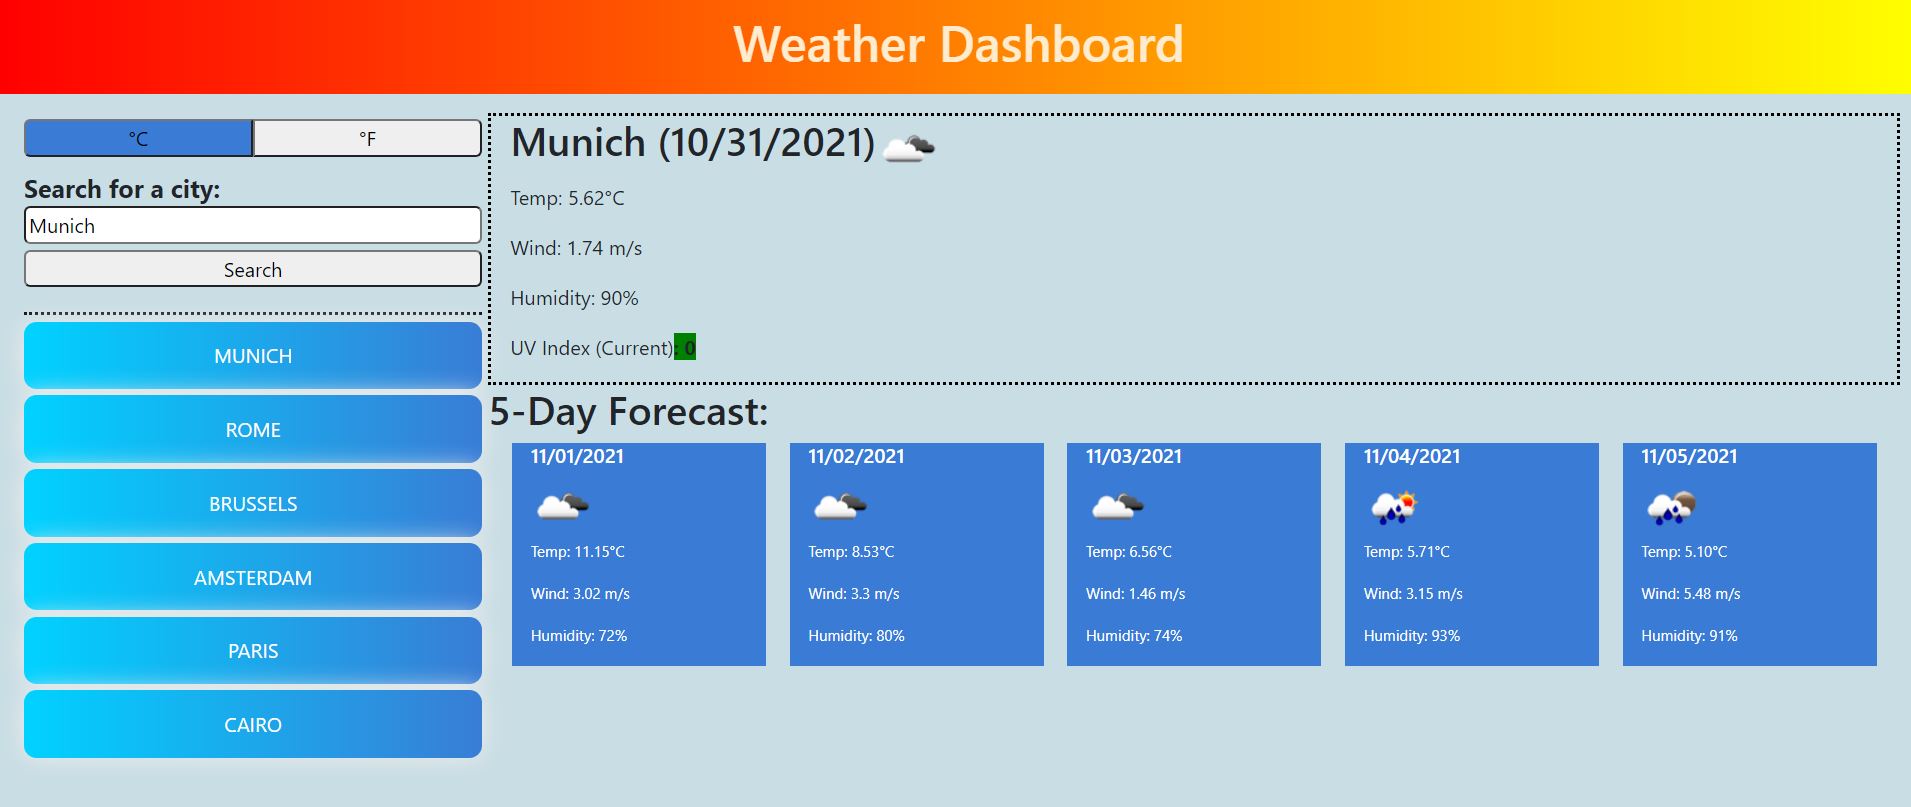 Weather Dashboard
°C °F
Search for a city:
Munich
Search
MUNICH
ROME
BRUSSELS
AMSTERDAM
PARIS
CAIRO
Munich (10/31/2021)
Temp: 5.62°C
Wind: 1.74 m/s
Humidity: 90%
UV Index (Current): 0
5-Day Forecast:
11/01/2021
Temp: 11.15°C
Wind: 3.02 m/s
Humidity: 72%
11/02/2021
Temp: 8.53°C
Wind: 3.3 m/s
Humidity: 80%
11/03/2021
Temp: 6.56°C
Wind: 1.46 m/s
Humidity: 74%
11/04/2021
Temp: 5.71°C
Wind: 3.15 m/s
Humidity: 93%
11/05/2021
Temp: 5.10°C
Wind: 5.48 m/s
Humidity: 91%